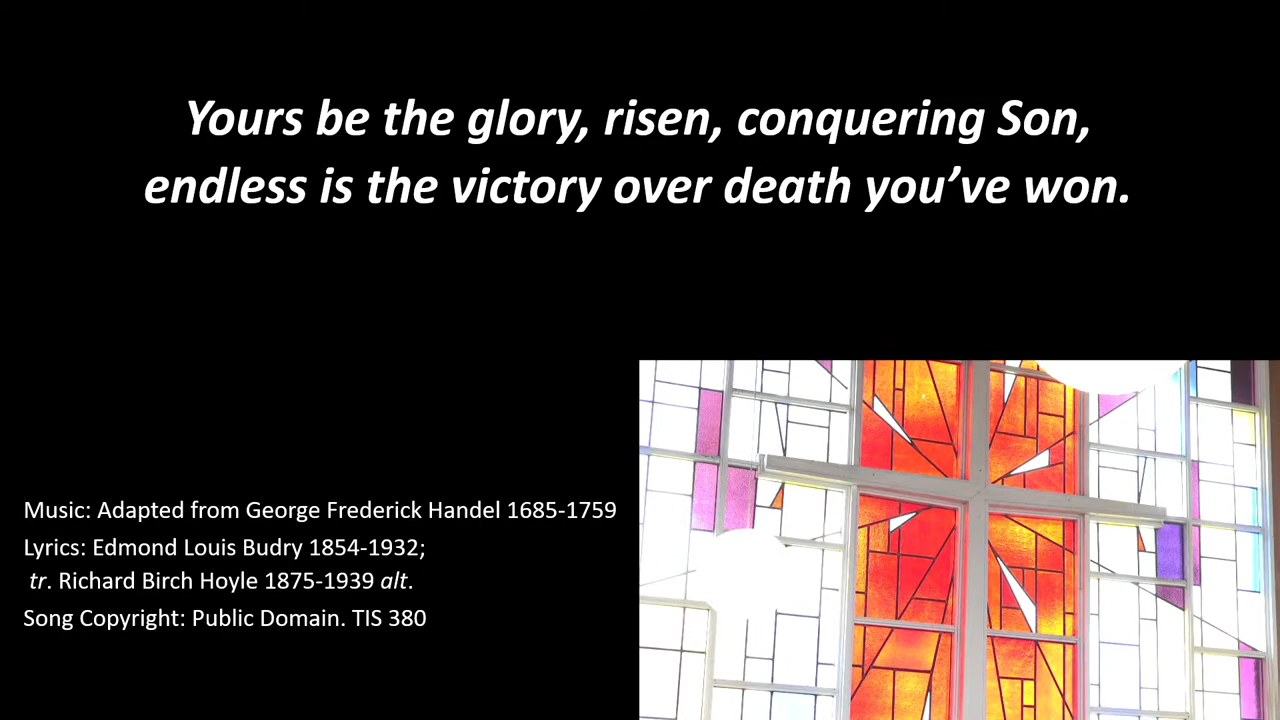 Yours be the glory, risen, conquering Son,
endless is the victory over death you’ve won.
Music: Adapted from George Frederick Handel 1685-1759
Lyrics: Edmond Louis Budry 1854-1932;
tr. Richard Birch Hoyle 1875-1939 alt.
Song Copyright: Public Domain. TIS 380